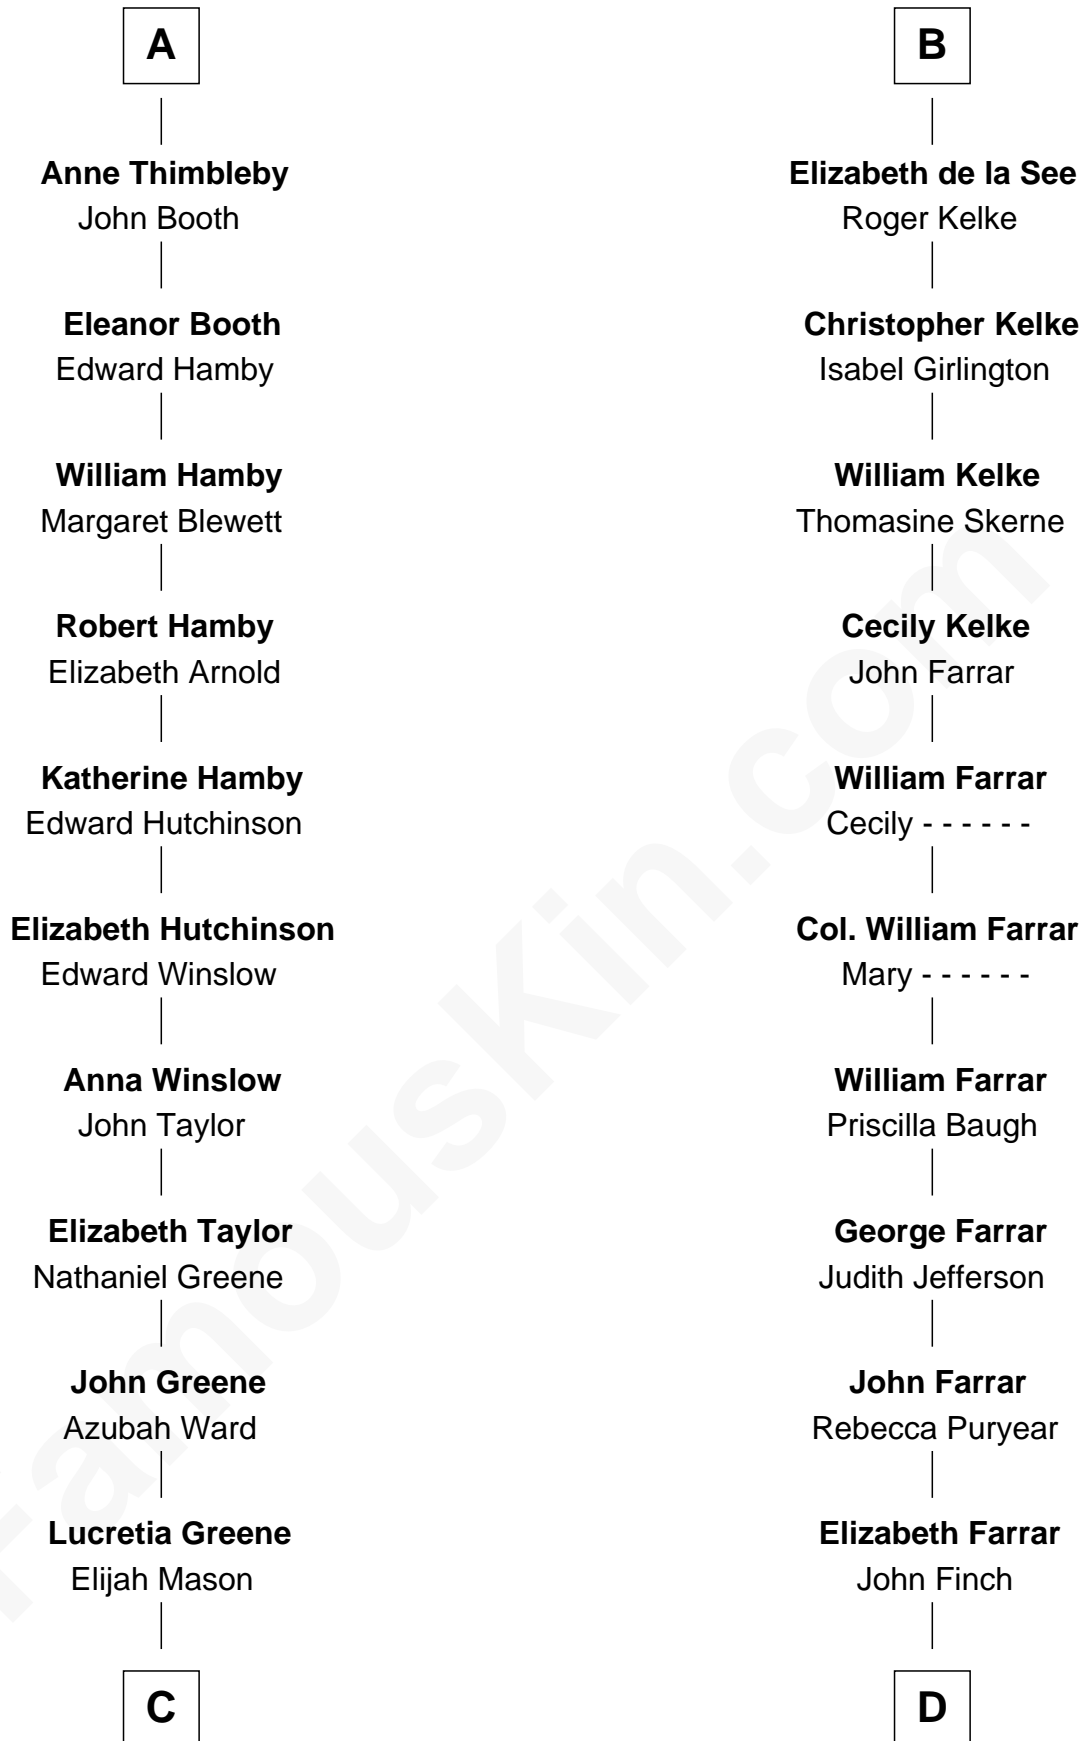 A
Anne Thimbleby
John Booth
Eleanor Booth
Edward Hamby
William Hamby
Margaret Blewett
Robert Hamby
Elizabeth Arnold
Katherine Hamby
Edward Hutchinson
Elizabeth Hutchinson
Edward Winslow
Anna Winslow
John Taylor
Elizabeth Taylor
Nathaniel Greene
John Greene
Azubah Ward
Lucretia Greene
Elijah Mason
C
B
Elizabeth de la See
Roger Kelke
Christopher Kelke
Isabel Girlington
William Kelke
Thomasine Skerne
Cecily Kelke
John Farrar
William Farrar
Cecily - - - - - -
Col. William Farrar
Mary - - - - - -
William Farrar
Priscilla Baugh
George Farrar
Judith Jefferson
John Farrar
Rebecca Puryear
Elizabeth Farrar
John Finch
D
FamousKin.com